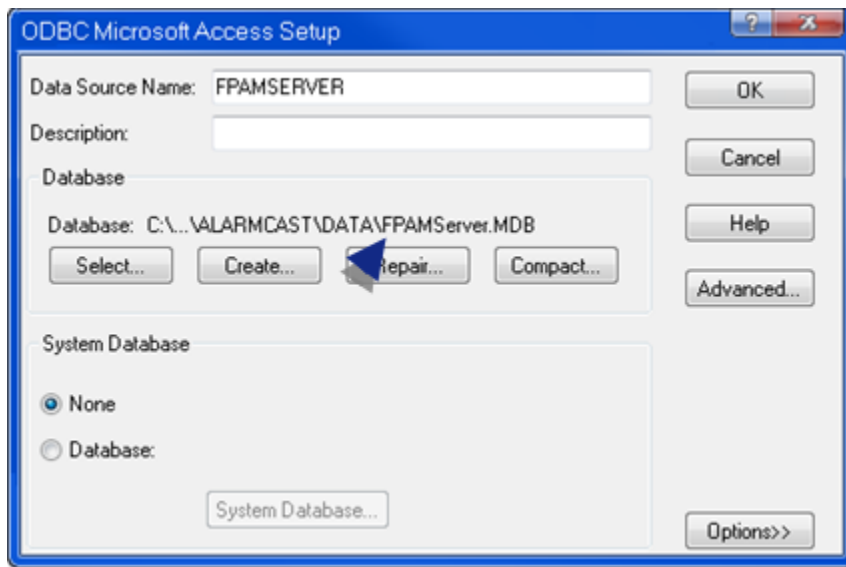 ODBC Microsoft Access Setup
?
Data Source Name: FPAMSERVER
OK
Description:
Cancel
Database
Database: C:\...\ALARMCAST\DATA\FPAMServer.MDB
Help
Select... Create... Repair... Compact...
Advanced...
System Database
None
Database:
System Database...
Options>>